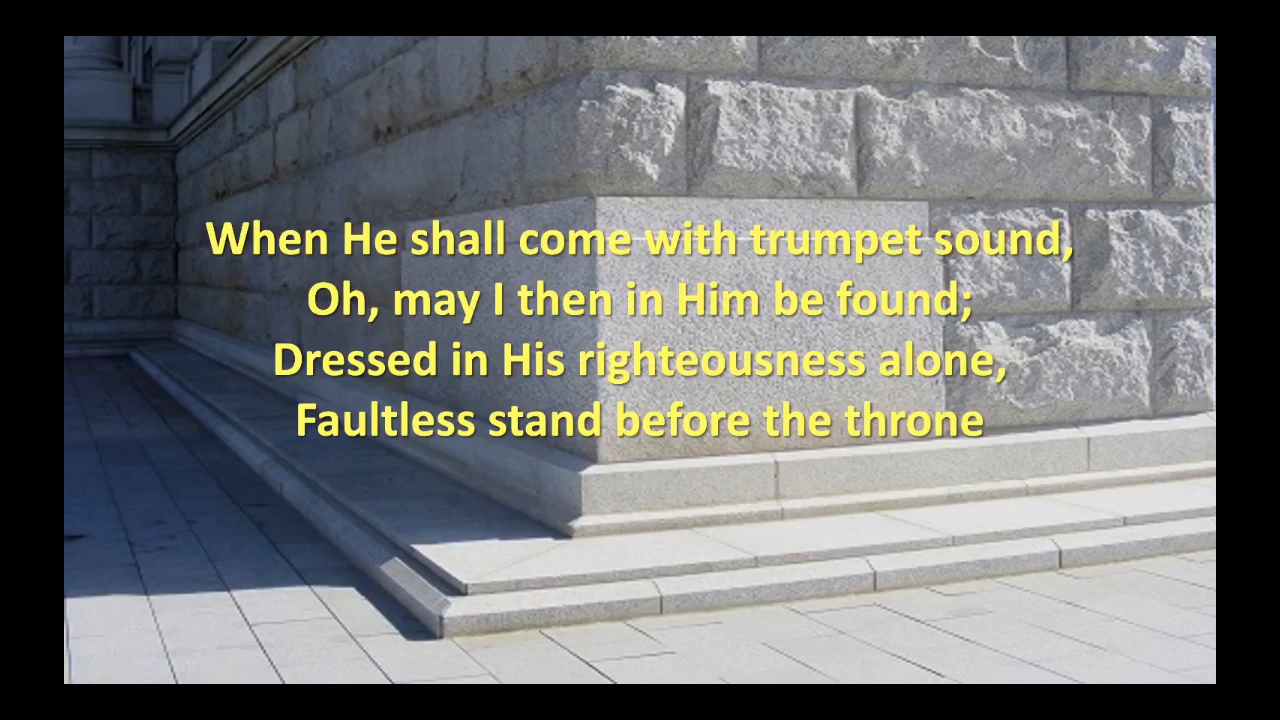 When He shall come with trumpet sound,
Oh, may I then in Him be found;
Dressed in His righteousness alone,
Faultless stand before the throne